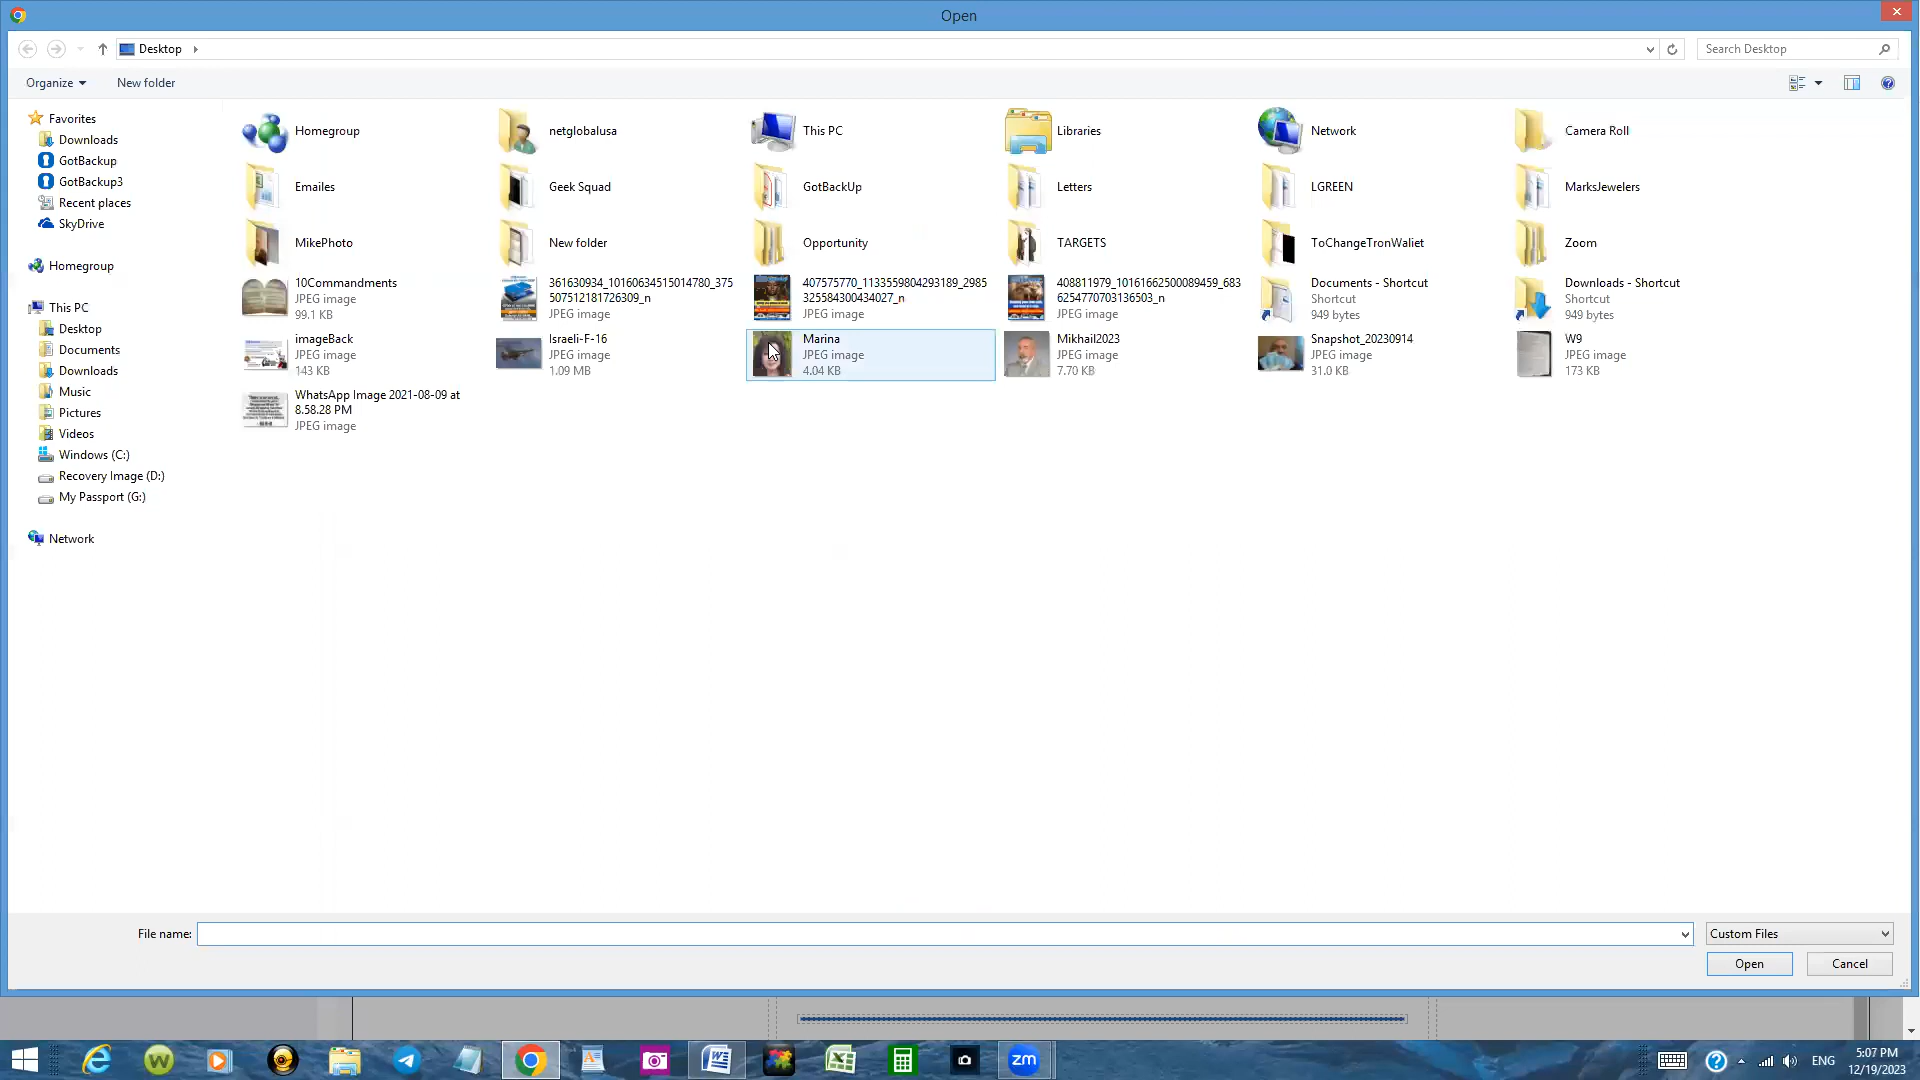 Open
Desktop
Search Desktop
Organize
New folder
Favorites
Downloads
GotBackup
GotBackup3
Recent places
SkyDrive
Homegroup
This PC
Desktop
Documents
Downloads
Music
Pictures
Videos
Windows (C:)
Recovery Image (D:)
My Passport (G:)
Network
Homegroup
netglobalusa
This PC
Libraries
Network
Camera Roll
Emailes
Geek Squad
GotBackUp
Letters
LGREEN
MarksJewelers
MikePhoto
New folder
Opportunity
TARGETS
ToChangeTronWaliet
Zoom
10Commandments
JPEG image
99.1 KB
361630934_10160634515014780_375
507512181726309_n
JPEG image
407575770_1133559804293189_2985
325584300434027_n
JPEG image
408811979_10161662500089459_683
6254770703136503_n
JPEG image
Documents - Shortcut
Shortcut
949 bytes
Downloads - Shortcut
Shortcut
949 bytes
imageBack
JPEG image
143 KB
Israeli-F-16
JPEG image
1.09 MB
Marina
JPEG image
4.04 KB
Mikhail2023
JPEG image
7.70 KB
Snapshot_20230914
JPEG image
31.0 KB
W9
JPEG image
173 KB
WhatsApp Image 2021-08-09 at
8.58.28 PM
JPEG image
File name:
Custom Files
Open
Cancel
zm
ENG
5:07 PM
12/19/2023